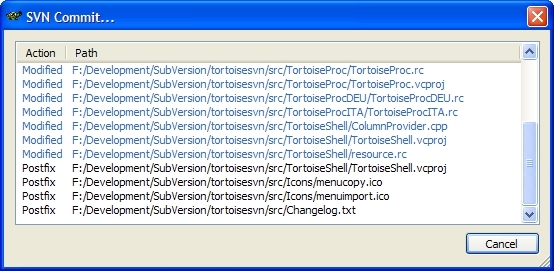 SVN Commit...
Action Path
Modified F:/Development/SubVersion/tortoisesvn/src/TortoiseProc/TortoiseProc.rc
Modified F:/Development/SubVersion/tortoisesvn/src/TortoiseProc/TortoiseProc.vcproj
Modified F:/Development/SubVersion/tortoisesvn/src/TortoiseProcDEU/TortoiseProcDEU.rc
Modified F:/Development/SubVersion/tortoisesvn/src/TortoiseProcITA/TortoiseProcITA.rc
Modified F:/Development/SubVersion/tortoisesvn/src/TortoiseShell/ColumnProvider.cpp
Modified F:/Development/SubVersion/tortoisesvn/src/TortoiseShell/TortoiseShell.vcproj
Modified F:/Development/SubVersion/tortoisesvn/src/TortoiseShell/resource.rc
Postfix F:/Development/SubVersion/tortoisesvn/src/TortoiseShell/TortoiseShell.vcproj
Postfix F:/Development/SubVersion/tortoisesvn/src/Icons/menucopy.ico
Postfix F:/Development/SubVersion/tortoisesvn/src/Icons/menuimport.ico
Postfix F:/Development/SubVersion/tortoisesvn/src/Changelog.txt
Cancel